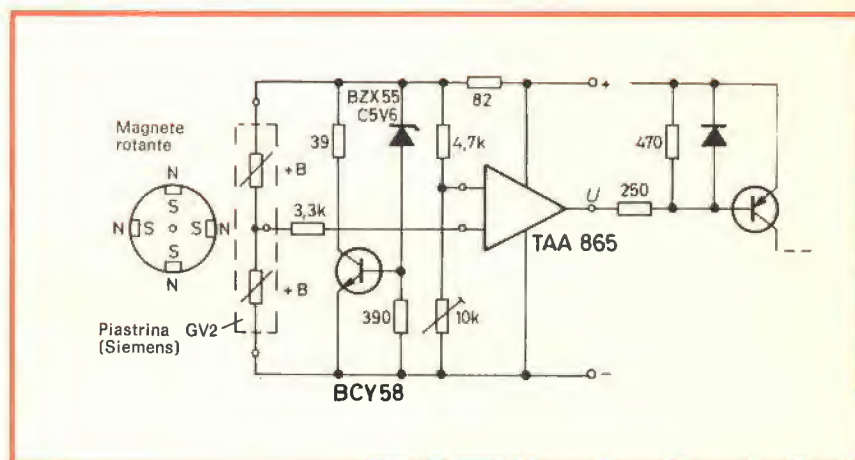 Magnete
rotante
N
S
N S S N
S
N
+B
+B
Piastrina GV2
(Siemens)
3,3k
39
BZX55
C5V6
390
BCY58
4,7k
10k
82
TAA 865
+
−
U
250
470